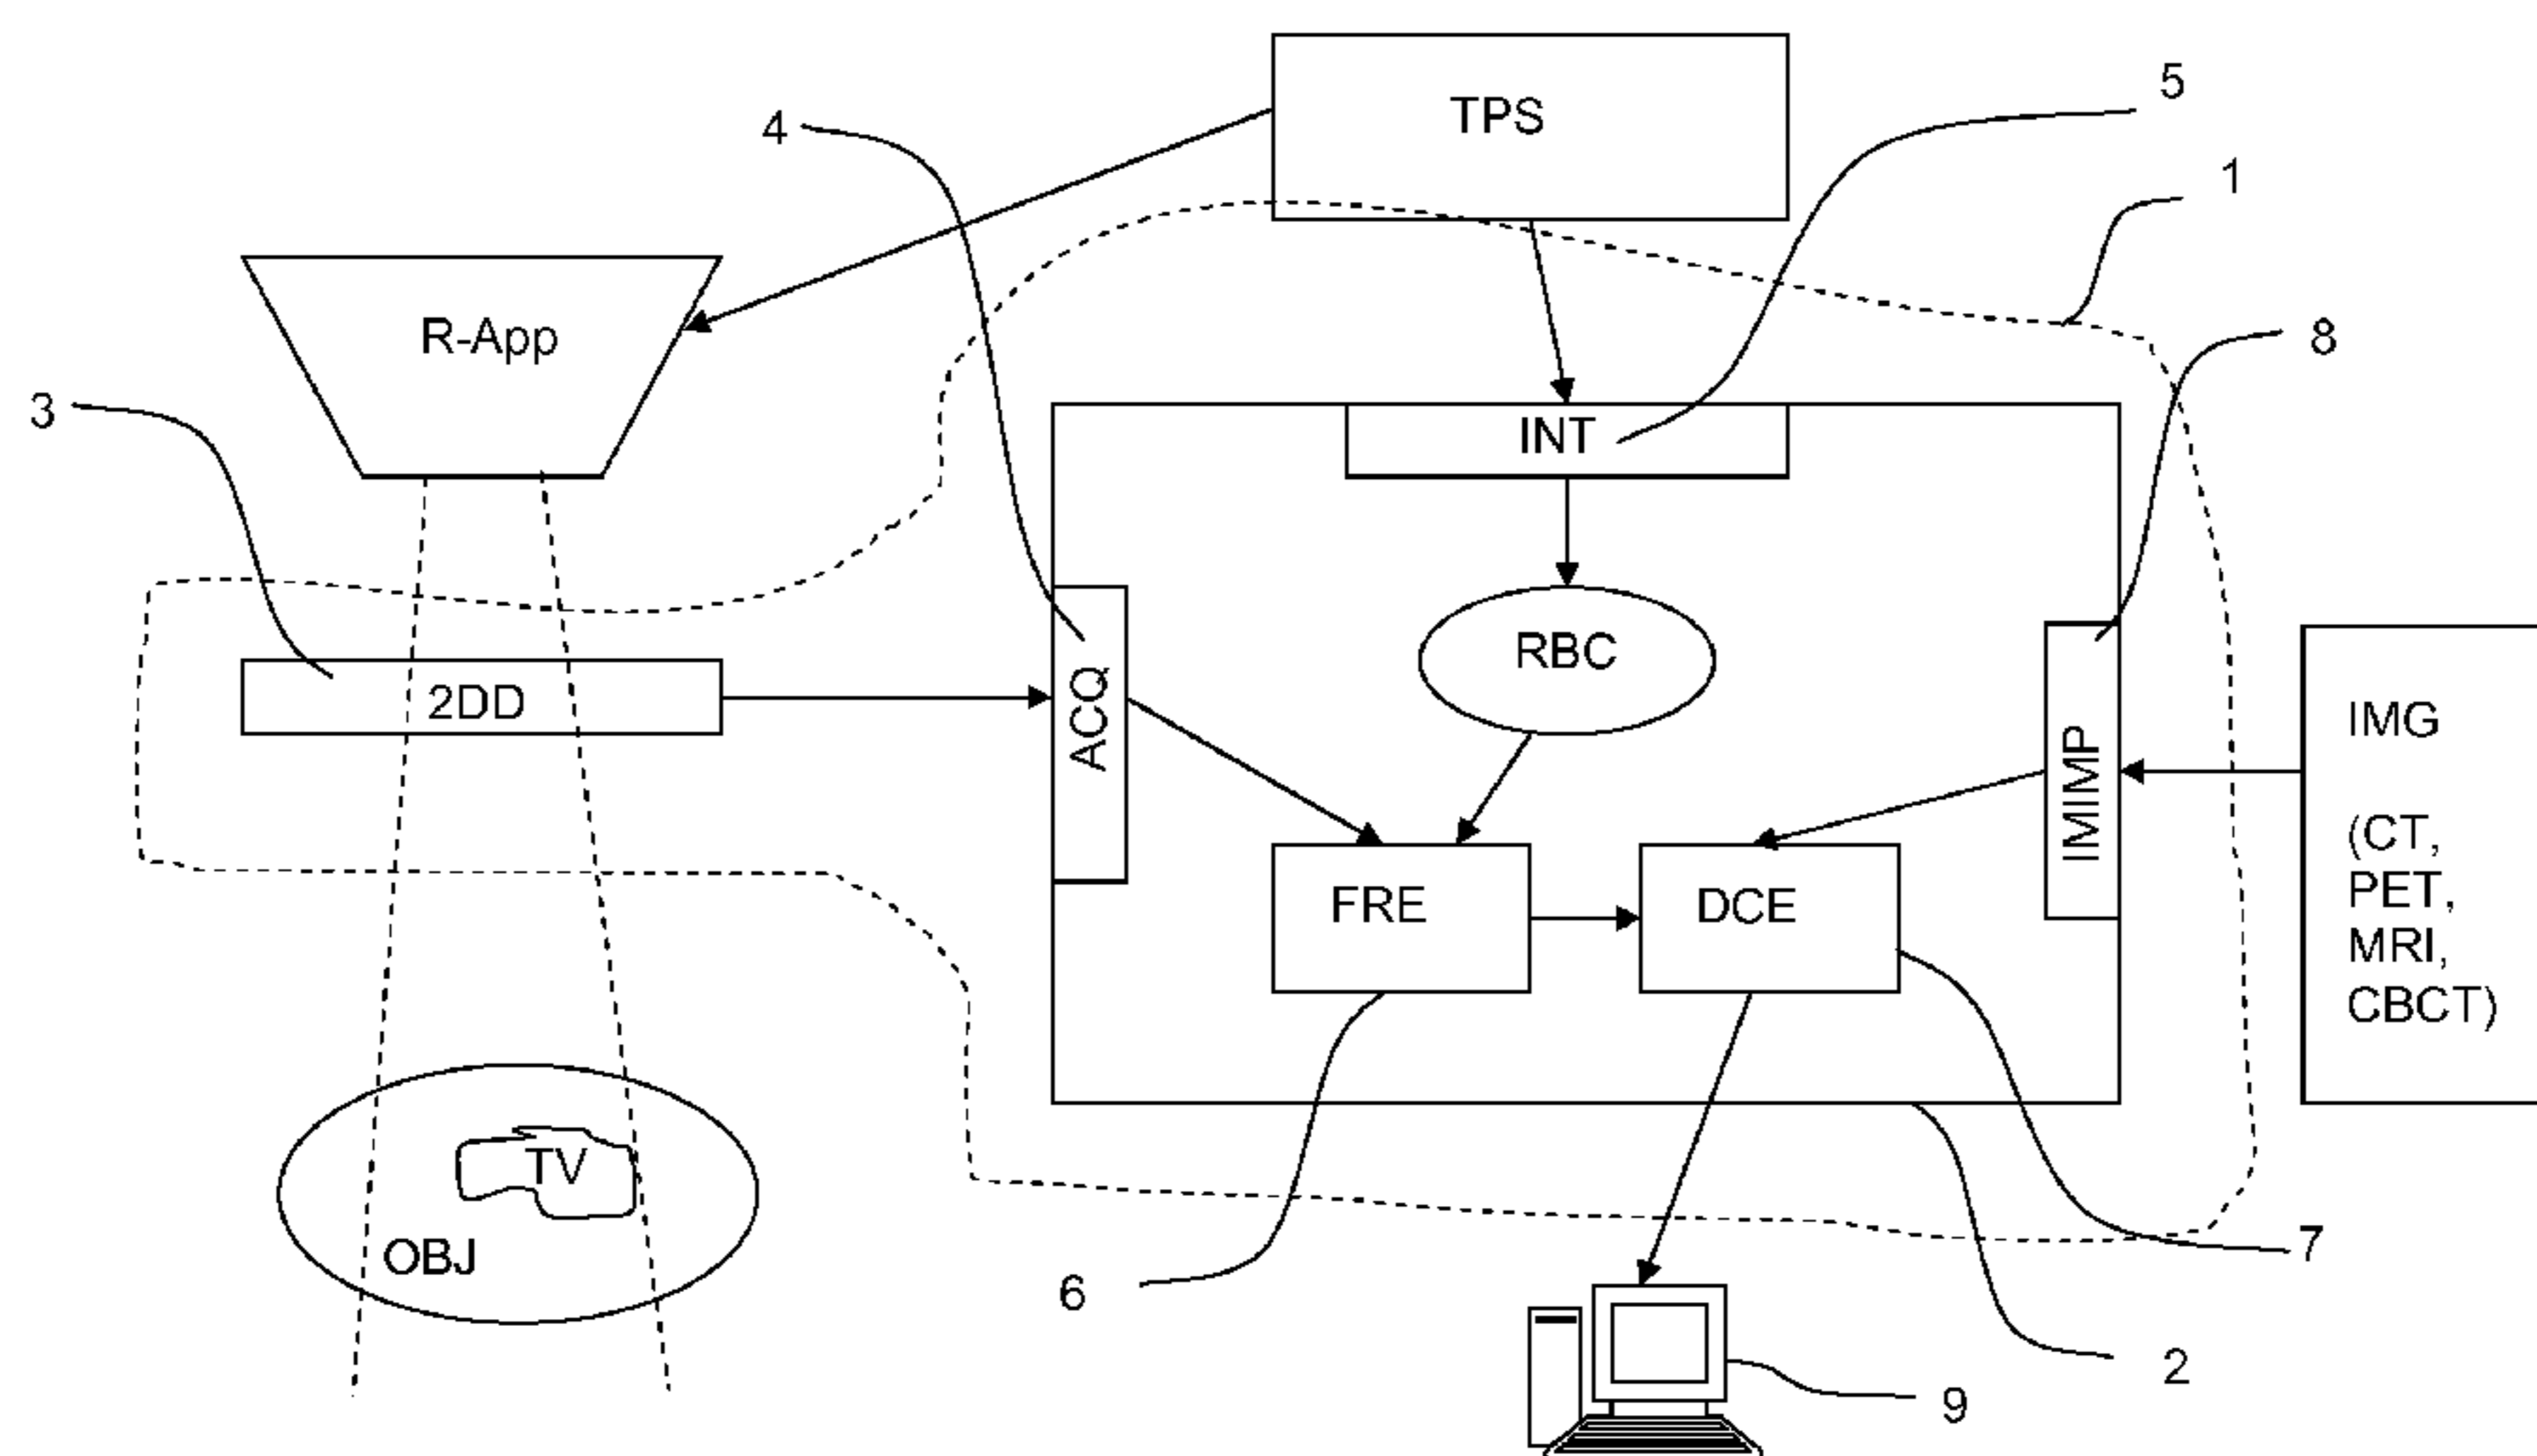 TPS
5
4
1
R-App
8
3
INT
RBC
2DD
ACQ
IMIMP
IMG
(CT,
PET,
MRI,
CBCT)
FRE
DCE
TV
OBJ
7
6
2
9